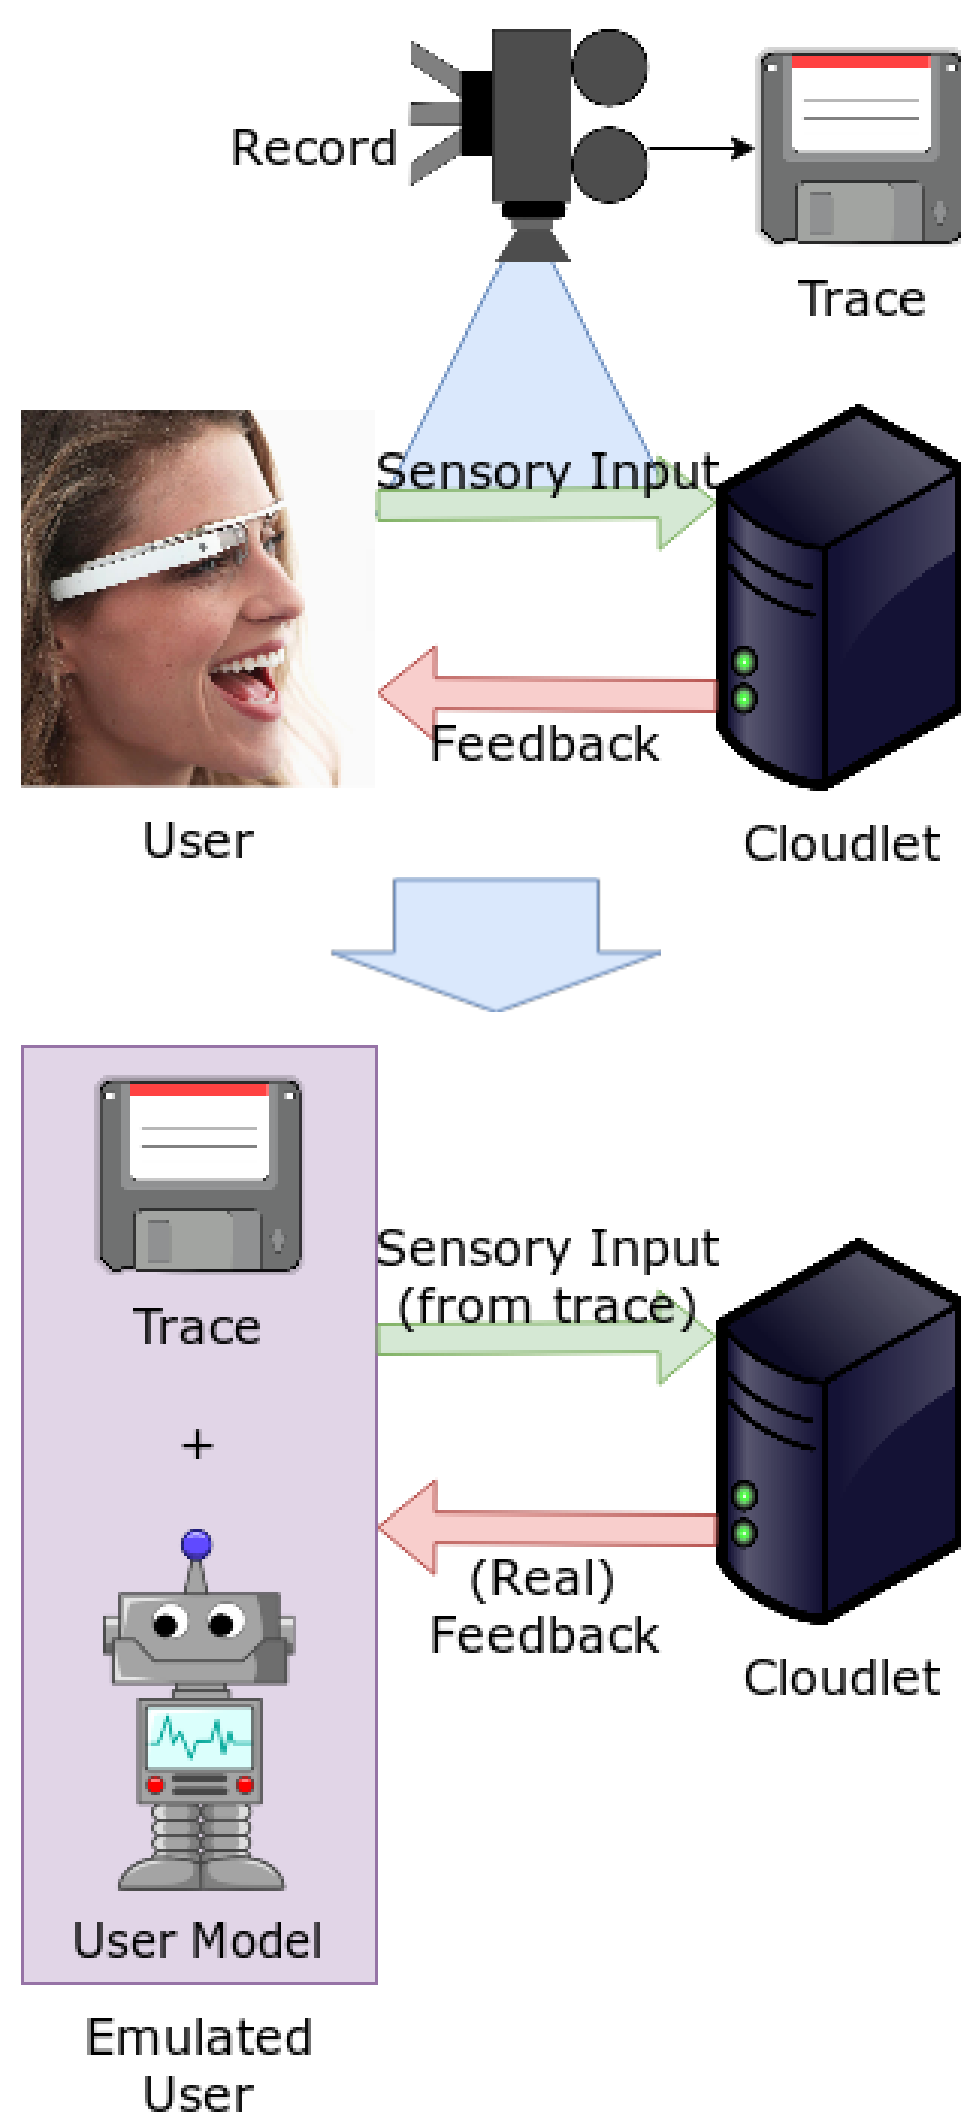 Record
Trace
Sensory Input
Feedback
User
Cloudlet
Trace
+
Sensory Input
(from trace)
(Real)
Feedback
Cloudlet
User Model
Emulated
User